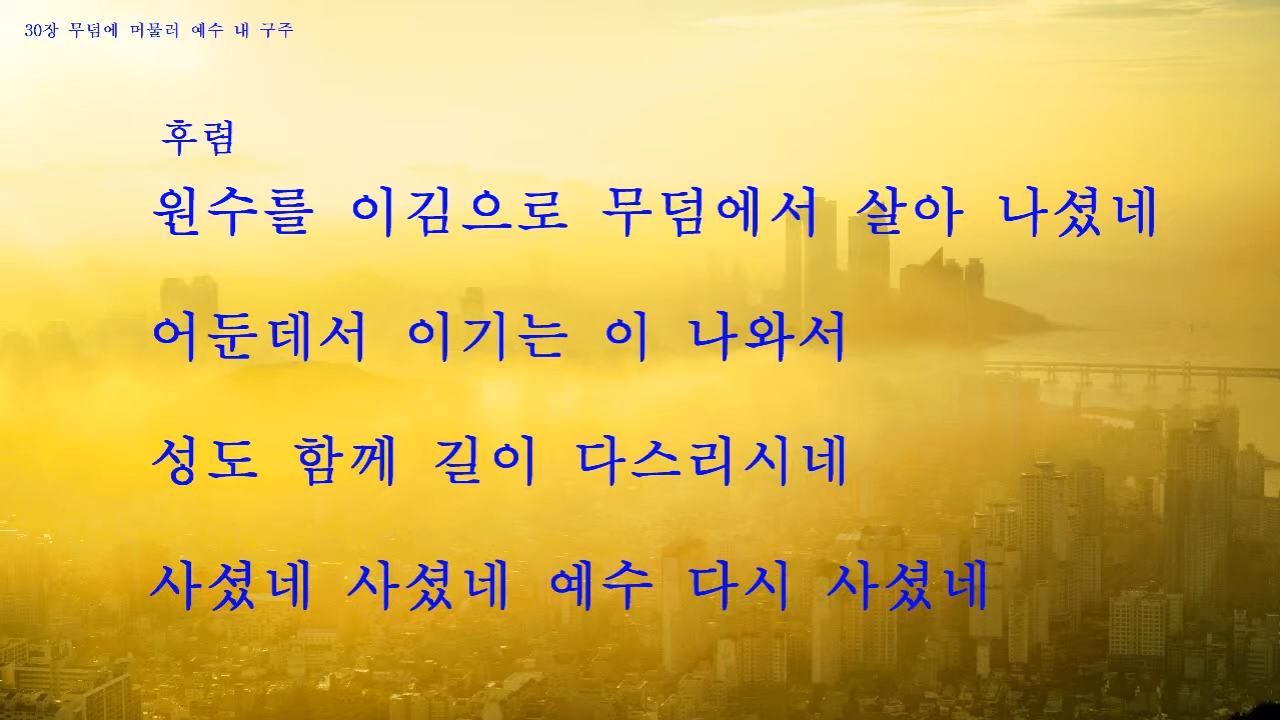 30장 무덤에 머물러 예수 내 구주
후렴
원수를 이김으로 무덤에서 살아 나셨네
어둔데서 이기는 이 나와서
성도 함께 길이 다스리시네
사셨네 사셨네 예수 다시 사셨네